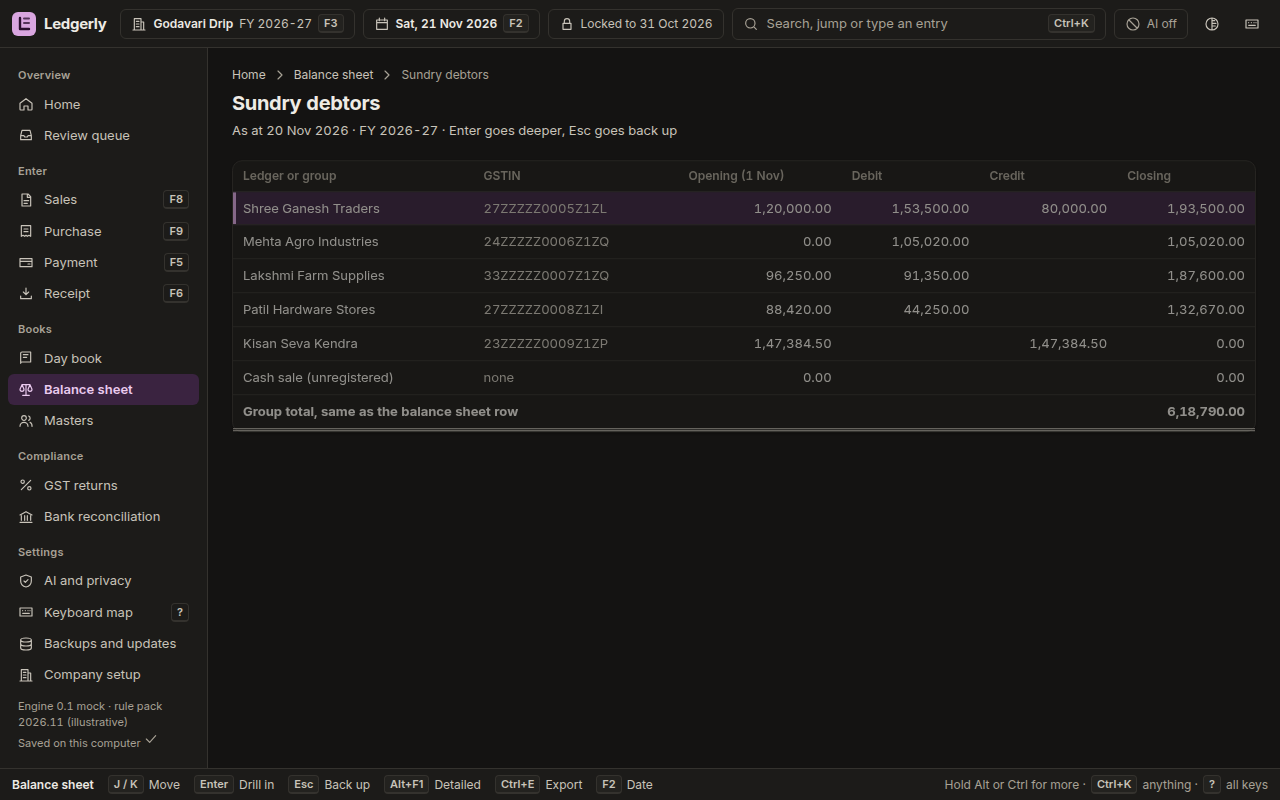 Ledgerly
Godavari Drip FY 2026-27 F3
Sat, 21 Nov 2026 F2
Locked to 31 Oct 2026
Search, jump or type an entry Ctrl+K
AI off
Overview
Home
Review queue
Enter
Sales F8
Purchase F9
Payment F5
Receipt F6
Books
Day book
Balance sheet
Masters
Compliance
GST returns
Bank reconciliation
Settings
AI and privacy
Keyboard map ?
Backups and updates
Company setup
Engine 0.1 mock · rule pack
2026.11 (illustrative)
Saved on this computer
Home > Balance sheet > Sundry debtors
Sundry debtors
As at 20 Nov 2026 · FY 2026-27 · Enter goes deeper, Esc goes back up
Ledger or group GSTIN Opening (1 Nov) Debit Credit Closing
Shree Ganesh Traders 27ZZZZZ0005Z1ZL 1,20,000.00 1,53,500.00 80,000.00 1,93,500.00
Mehta Agro Industries 24ZZZZZ0006Z1ZQ 0.00 1,05,020.00 1,05,020.00
Lakshmi Farm Supplies 33ZZZZZ0007Z1ZQ 96,250.00 91,350.00 1,87,600.00
Patil Hardware Stores 27ZZZZZ0008Z1ZI 88,420.00 44,250.00 1,32,670.00
Kisan Seva Kendra 23ZZZZZ0009Z1ZP 1,47,384.50 1,47,384.50 0.00
Cash sale (unregistered) none 0.00 0.00
Group total, same as the balance sheet row 6,18,790.00
Balance sheet J / K Move Enter Drill in Esc Back up Alt+F1 Detailed Ctrl+E Export F2 Date
Hold Alt or Ctrl for more · Ctrl+K anything · ? all keys